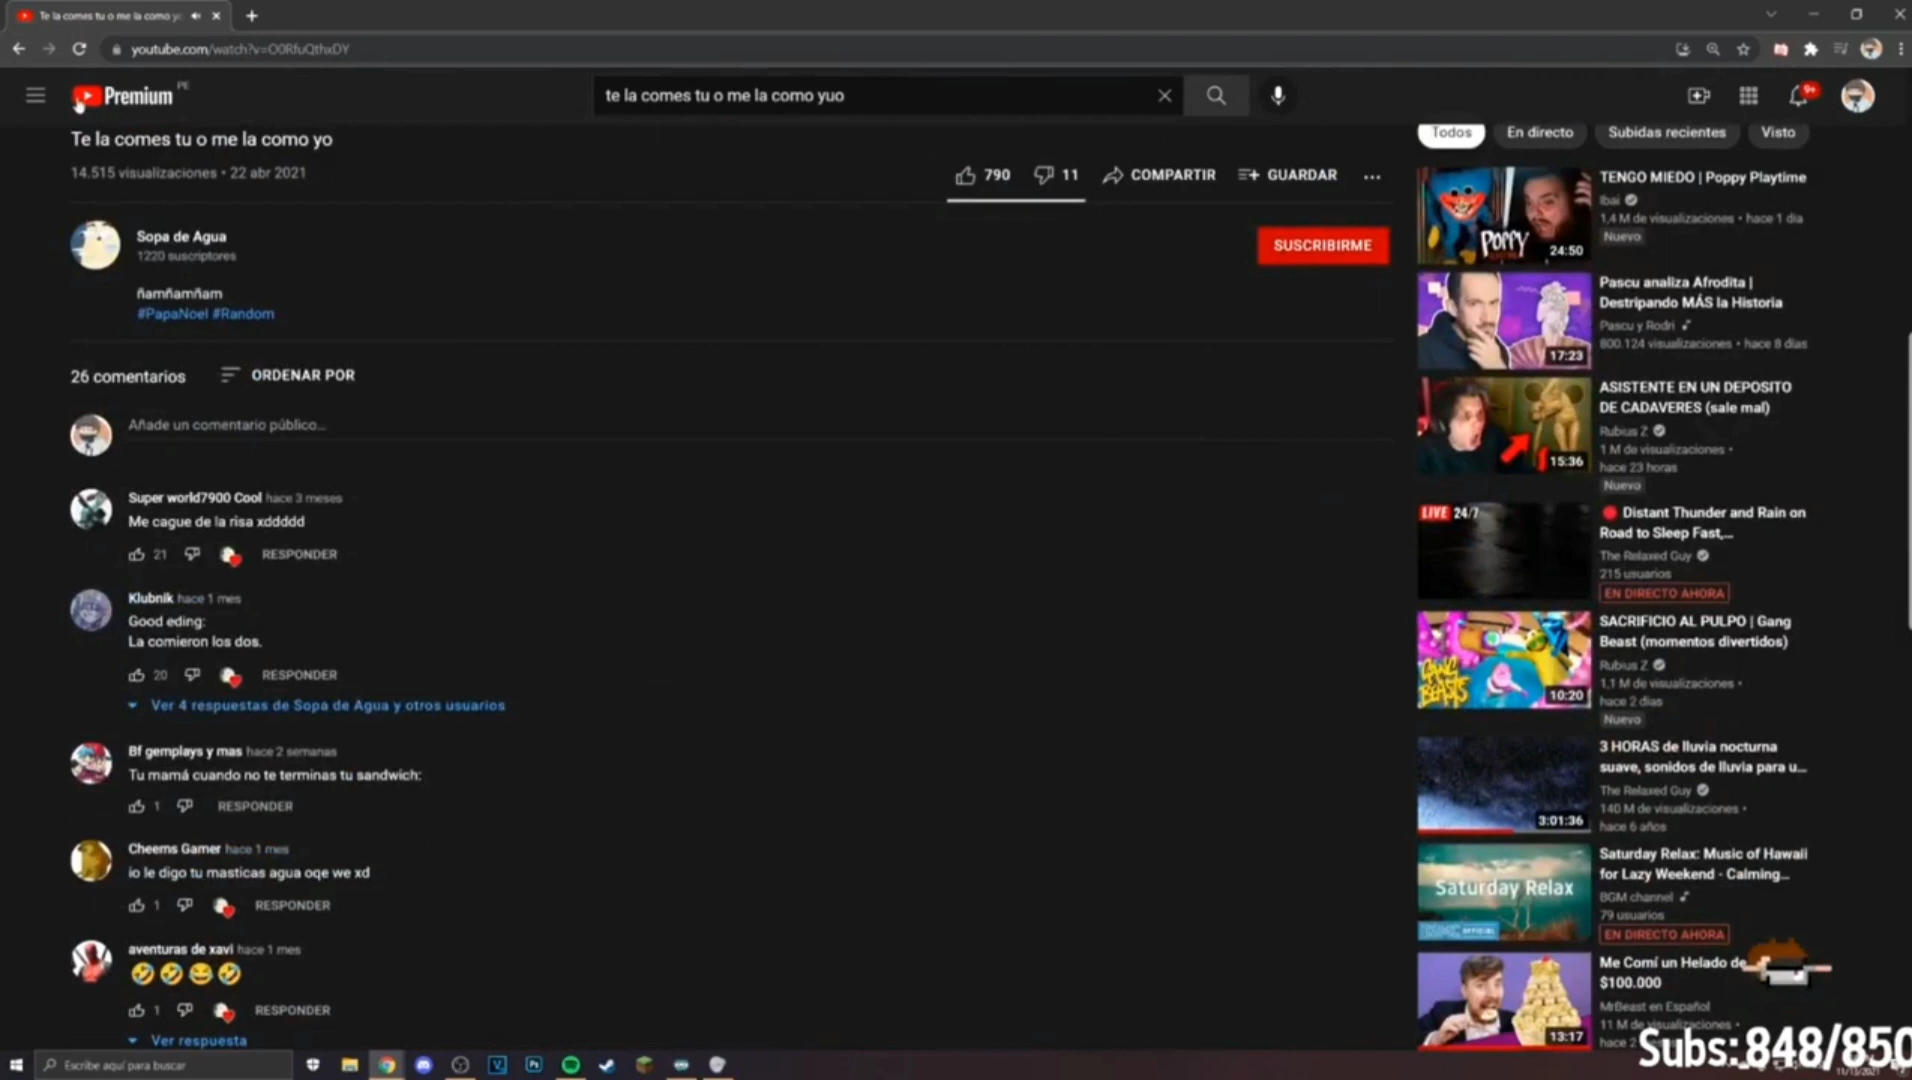 Te la comes tu o me la como yo
youtube.com/watch?v=O0RfuQthxDY
Premium PE
te la comes tu o me la como yuo
9+
Te la comes tu o me la como yo
14.515 visualizaciones • 22 abr 2021
790
11
COMPARTIR
GUARDAR
Sopa de Agua
1220 suscriptores
SUSCRIBIRME
ñamñamñam
#PapaNoel #Random
26 comentarios
ORDENAR POR
Añade un comentario público...
Super world7900 Cool hace 3 meses
Me cague de la risa xddddd
21
RESPONDER
Klubnik hace 1 mes
Good eding:
La comieron los dos.
20
RESPONDER
Ver 4 respuestas de Sopa de Agua y otros usuarios
Bf gemplays y mas hace 2 semanas
Tu mamá cuando no te terminas tu sandwich:
1
RESPONDER
Cheems Gamer hace 1 mes
io le digo tu masticas agua oqe we xd
1
RESPONDER
aventuras de xavi hace 1 mes
🤣🤣😂🤣
1
RESPONDER
Ver respuesta
Todos
En directo
Subidas recientes
Visto
POPPY
24:50
TENGO MIEDO | Poppy Playtime
Ibai
1,4 M de visualizaciones • hace 1 día
Nuevo
17:23
Pascu analiza Afrodita |
Destripando MÁS la Historia
Pascu y Rodri
800.124 visualizaciones • hace 8 días
15:36
ASISTENTE EN UN DEPOSITO
DE CADAVERES (sale mal)
Rubius Z
1 M de visualizaciones •
hace 23 horas
Nuevo
LIVE 24/7
Distant Thunder and Rain on
Road to Sleep Fast,...
The Relaxed Guy
215 usuarios
EN DIRECTO AHORA
GANG
BEASTS
10:20
SACRIFICIO AL PULPO | Gang
Beast (momentos divertidos)
Rubius Z
1,1 M de visualizaciones •
hace 2 días
Nuevo
3:01:36
3 HORAS de lluvia nocturna
suave, sonidos de lluvia para u...
The Relaxed Guy
140 M de visualizaciones •
hace 6 años
Saturday Relax
OFFICIAL
Saturday Relax: Music of Hawaii
for Lazy Weekend - Calming...
BGM channel
79 usuarios
EN DIRECTO AHORA
13:17
Me Comí un Helado de
$100.000
MrBeast en Español
11 M de visualizaciones •
hace 2
Subs: 848/850
Escribe aquí para buscar
11/13/2021